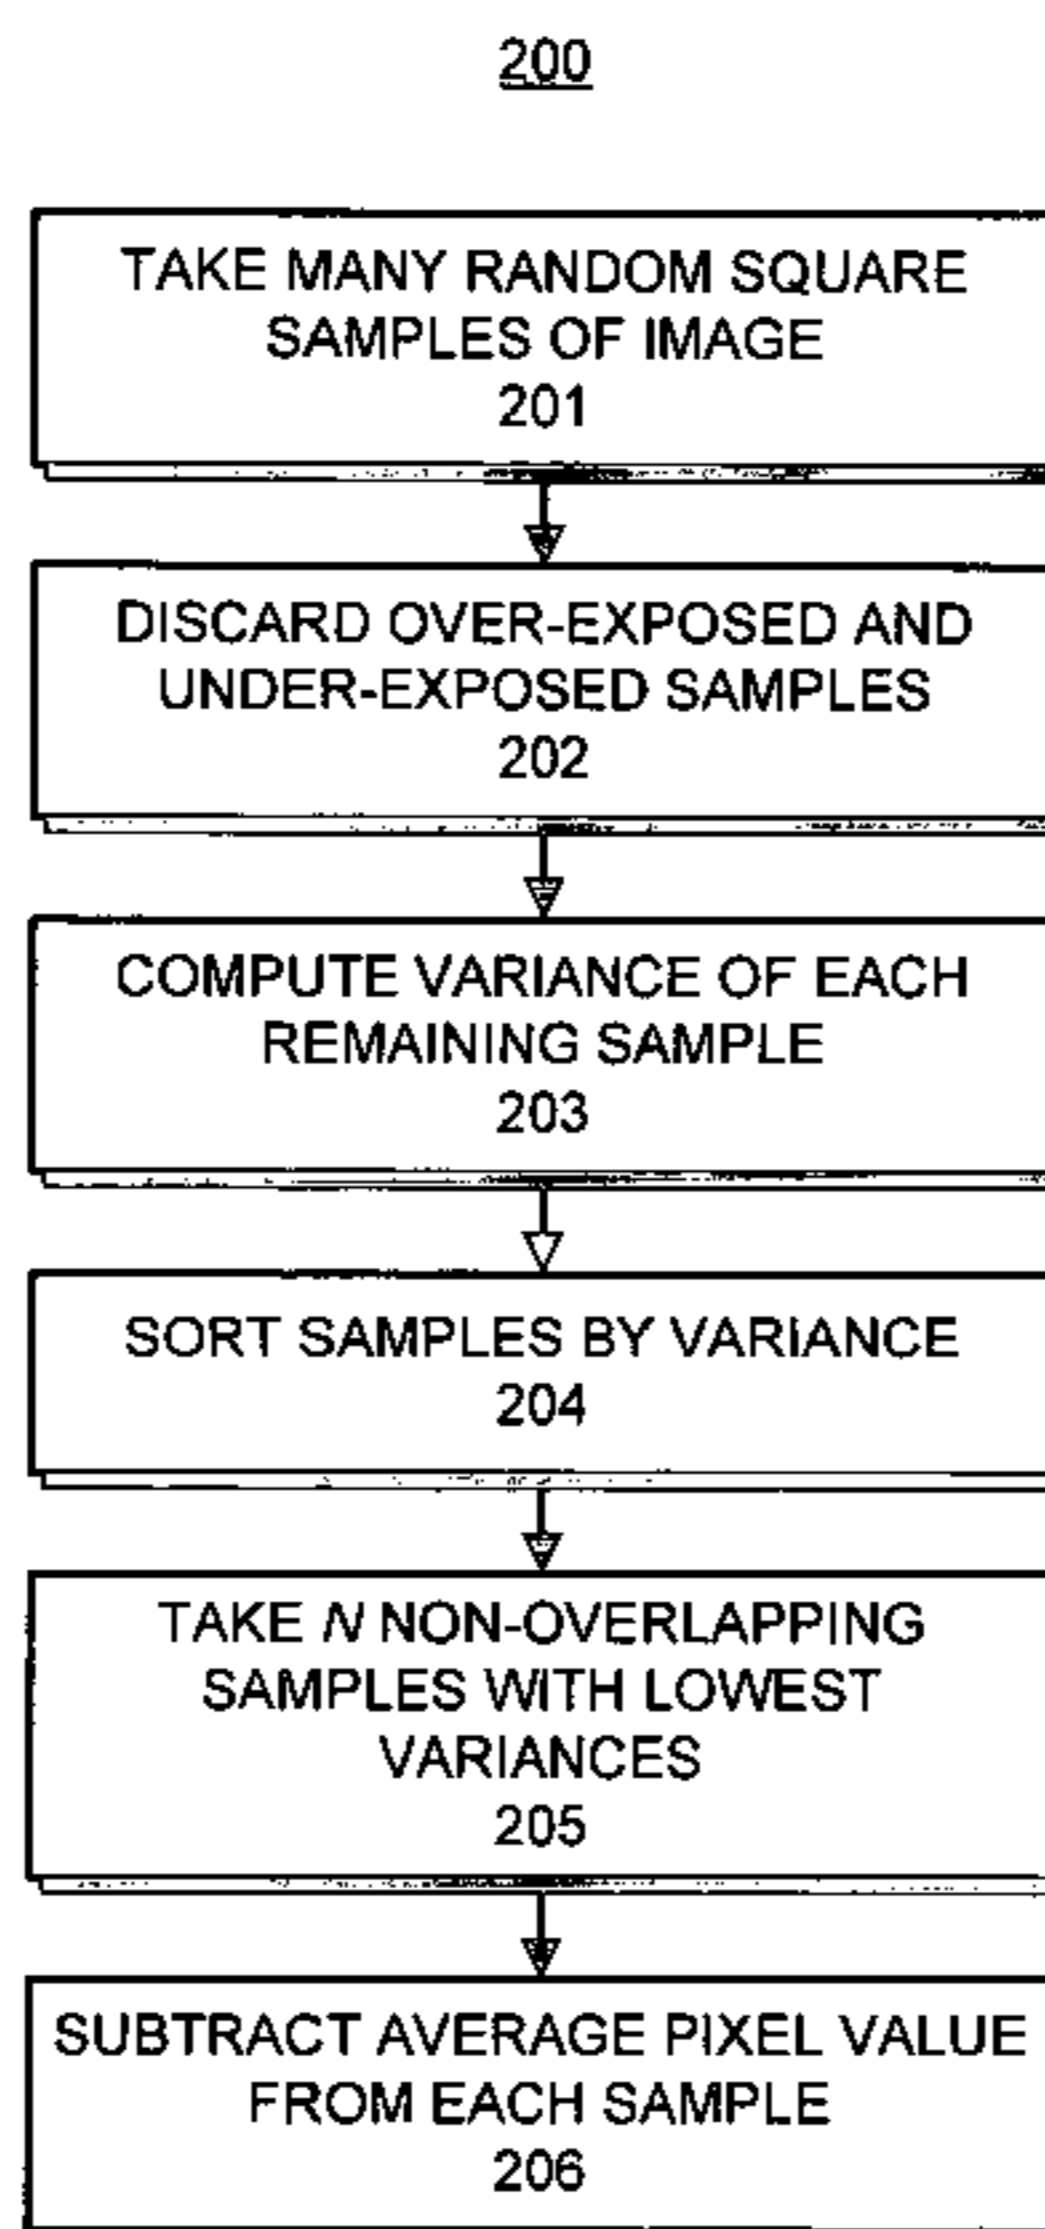 200
TAKE MANY RANDOM SQUARE
SAMPLES OF IMAGE
201
DISCARD OVER-EXPOSED AND
UNDER-EXPOSED SAMPLES
202
COMPUTE VARIANCE OF EACH
REMAINING SAMPLE
203
SORT SAMPLES BY VARIANCE
204
TAKE N NON-OVERLAPPING
SAMPLES WITH LOWEST
VARIANCES
205
SUBTRACT AVERAGE PIXEL VALUE
FROM EACH SAMPLE
206